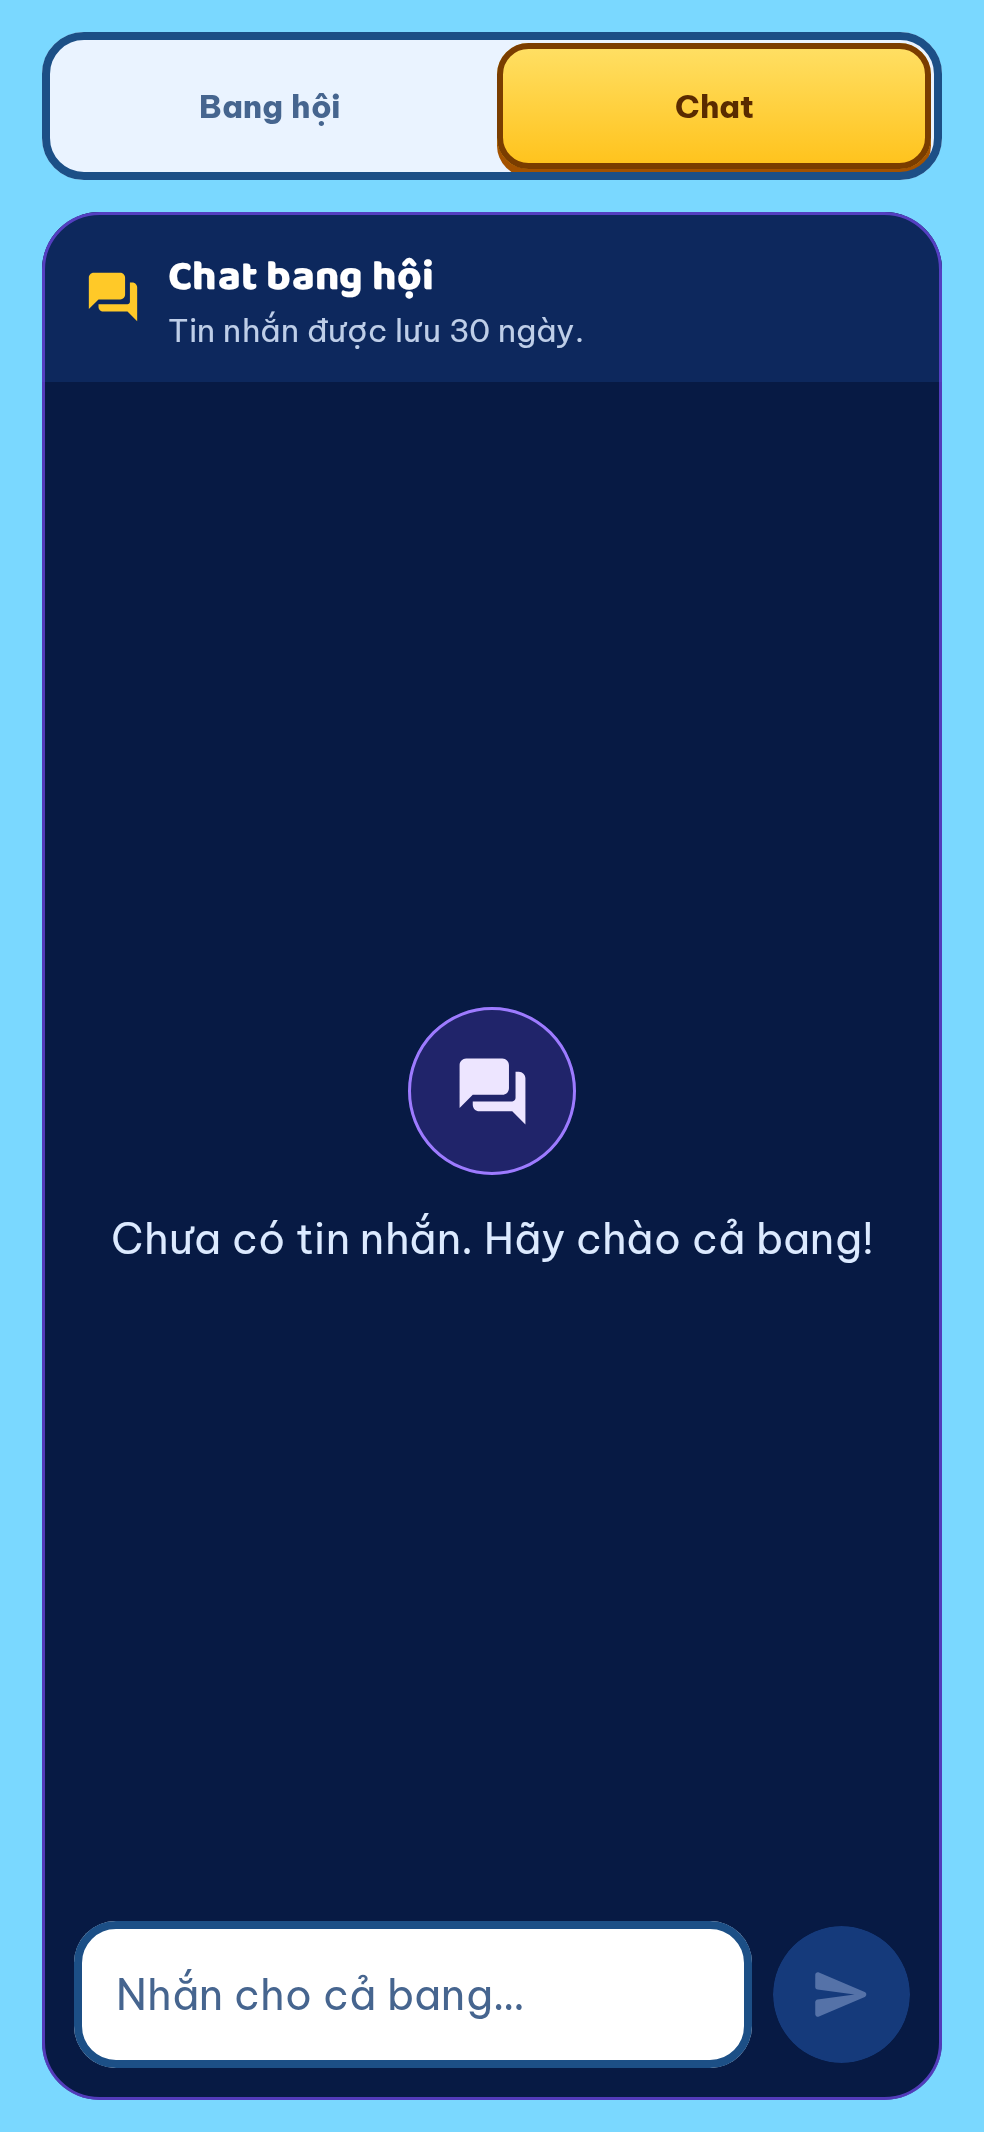 Bang hội
Chat
Chat bang hội
Tin nhắn được lưu 30 ngày.
Chưa có tin nhắn. Hãy chào cả bang!
Nhắn cho cả bang...